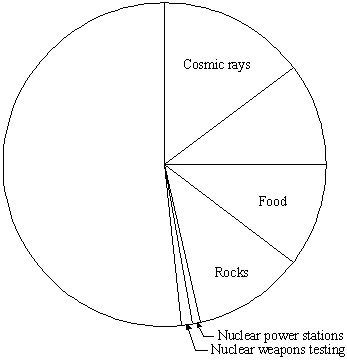 Cosmic rays
Food
Rocks
Nuclear power stations
Nuclear weapons testing